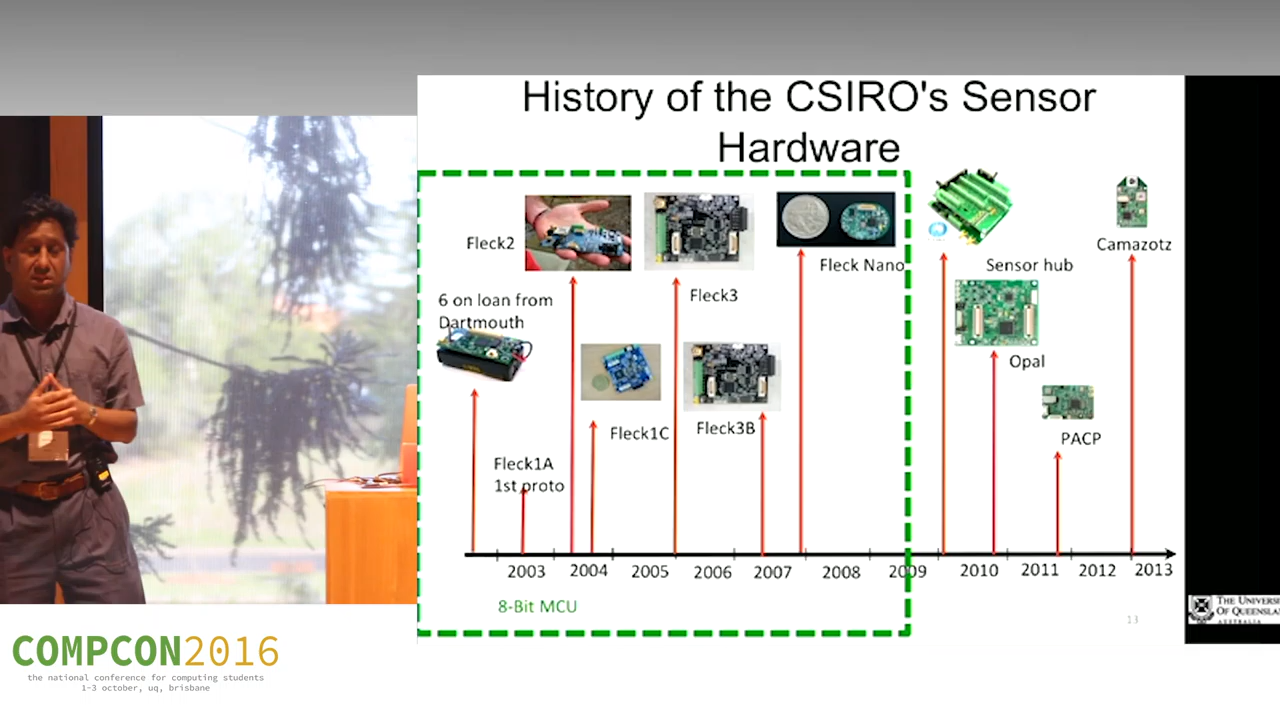 History of the CSIRO's Sensor
Hardware
Fleck2
Fleck3
Fleck Nano
Sensor hub
Camazotz
6 on loan from
Dartmouth
Opal
Fleck1C
Fleck3B
PACP
Fleck1A
1st proto
2003
2004
2005
2006
2007
2008
2009
2010
2011
2012
2013
8-Bit MCU
13
THE UNIVERS
OF QUEENSLA
AUSTRALIA
COMPCON2016
the national conference for computing students
1-3 october, uq, brisbane